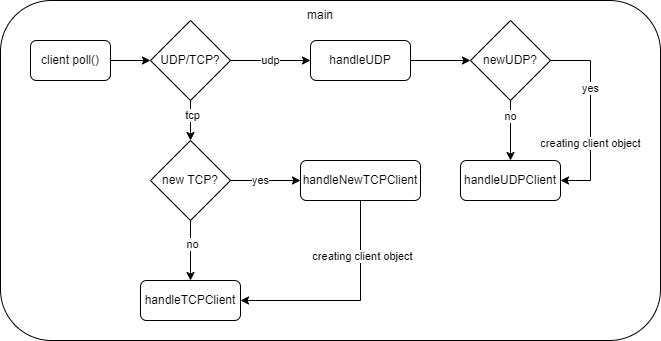 main
client poll()
UDP/TCP?
udp
handleUDP
newUDP?
yes
tcp
no
creating client object
new TCP?
yes
handleNewTCPClient
handleUDPClient
no
creating client object
handleTCPClient